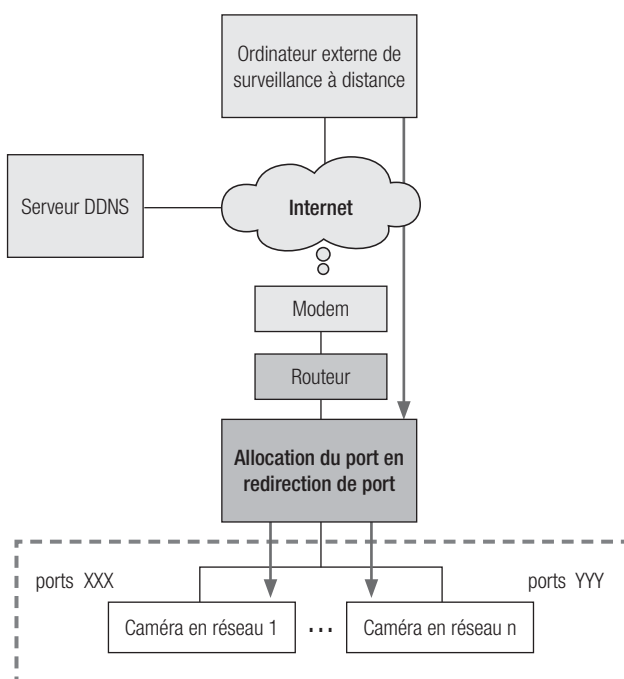 Ordinateur externe de
surveillance à distance
Serveur DDNS
Internet
Modem
Routeur
Allocation du port en
redirection de port
ports XXX
ports YYY
Caméra en réseau 1
...
Caméra en réseau n